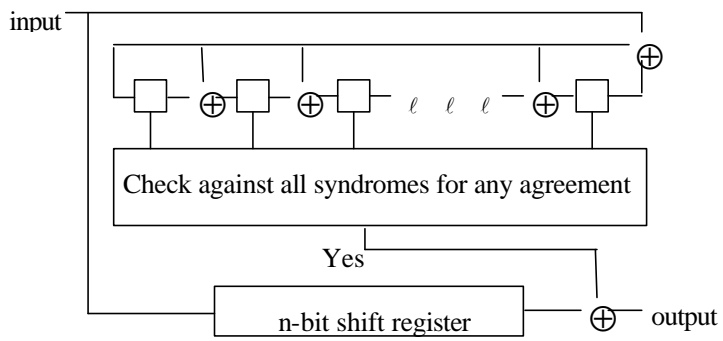 input
ℓ ℓ ℓ
Check against all syndromes for any agreement
Yes
n-bit shift register
output